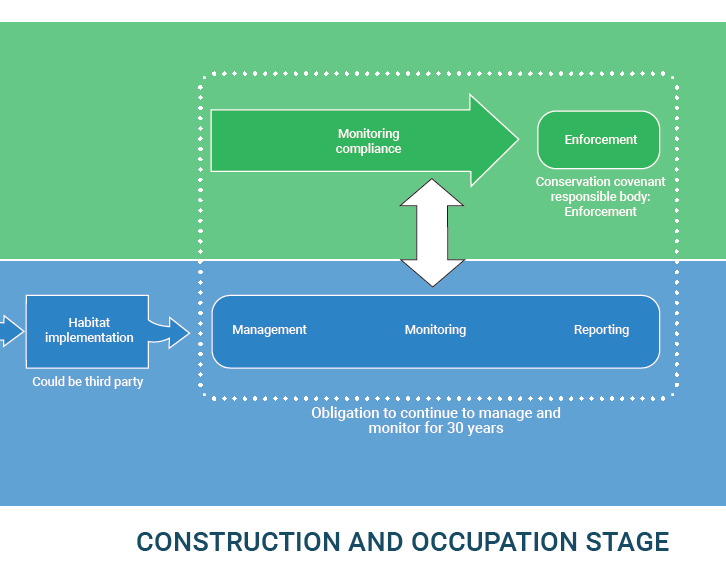 Monitoring
compliance
Enforcement
Conservation covenant
responsible body:
Enforcement
Habitat
implementation
Could be third party
Management
Monitoring
Reporting
Obligation to continue to manage and
monitor for 30 years
CONSTRUCTION AND OCCUPATION STAGE